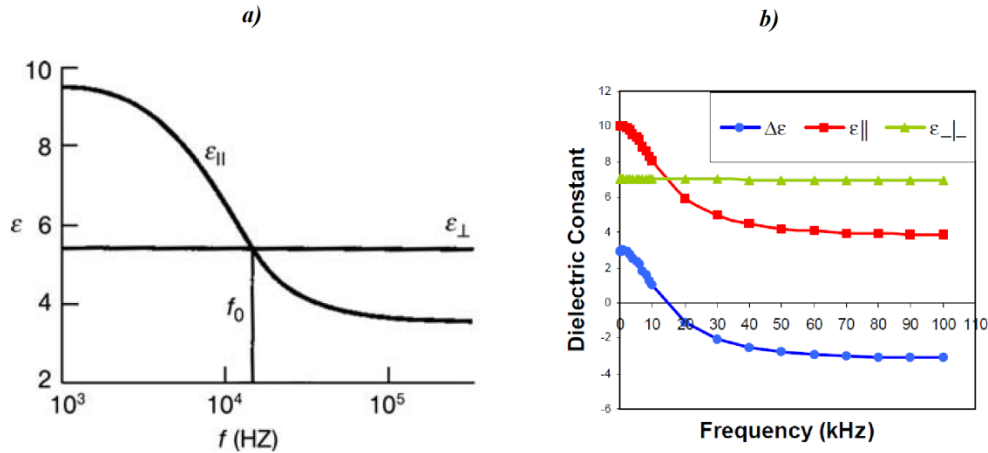 a)
b)
10
8
ε
6
4
2
ε||
ε⊥
f0
10³
10⁴
10⁵
f (HZ)
Dielectric Constant
12
10
8
6
4
2
0
-2
-4
-6
Δε
ε||
ε_|_
0 10 20 30 40 50 60 70 80 90 100 110
Frequency (kHz)